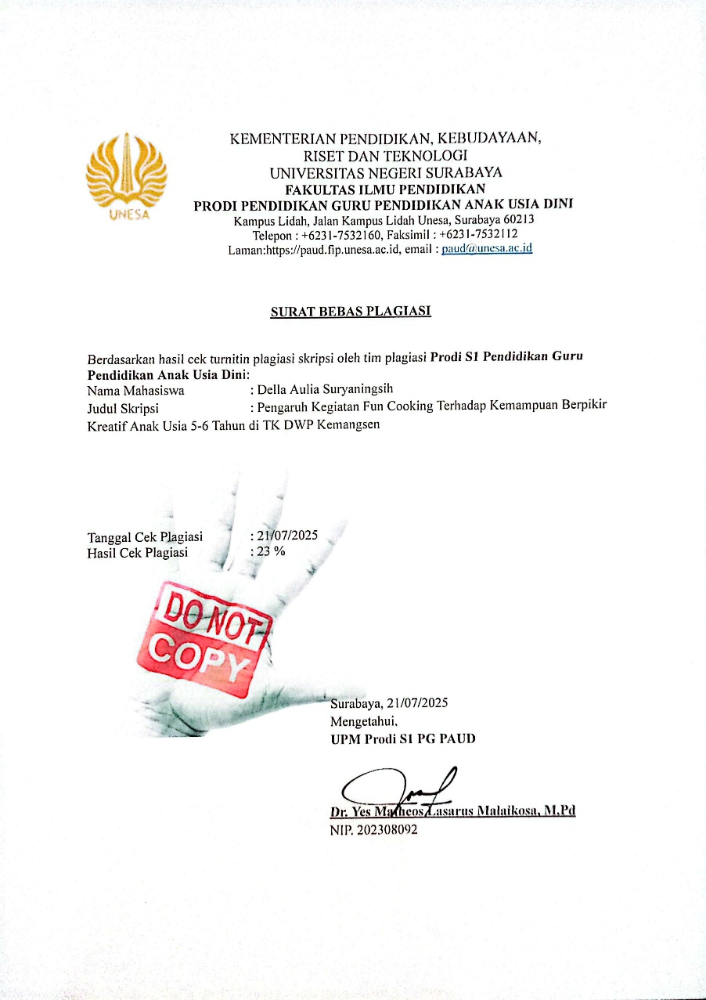 UNESA
KEMENTERIAN PENDIDIKAN, KEBUDAYAAN,
RISET DAN TEKNOLOGI
UNIVERSITAS NEGERI SURABAYA
FAKULTAS ILMU PENDIDIKAN
PRODI PENDIDIKAN GURU PENDIDIKAN ANAK USIA DINI
Kampus Lidah, Jalan Kampus Lidah Unesa, Surabaya 60213
Telepon : +6231-7532160, Faksimil : +6231-7532112
Laman:https://paud.fip.unesa.ac.id, email : paud@unesa.ac.id
SURAT BEBAS PLAGIASI
Berdasarkan hasil cek turnitin plagiasi skripsi oleh tim plagiasi Prodi S1 Pendidikan Guru
Pendidikan Anak Usia Dini:
Nama Mahasiswa : Della Aulia Suryaningsih
Judul Skripsi : Pengaruh Kegiatan Fun Cooking Terhadap Kemampuan Berpikir
Kreatif Anak Usia 5-6 Tahun di TK DWP Kemangsen
Tanggal Cek Plagiasi : 21/07/2025
Hasil Cek Plagiasi : 23 %
DO NOT
COPY
Surabaya, 21/07/2025
Mengetahui,
UPM Prodi S1 PG PAUD
Dr. Yes Matheos Lasarus Malaikosa, M.Pd
NIP. 202308092